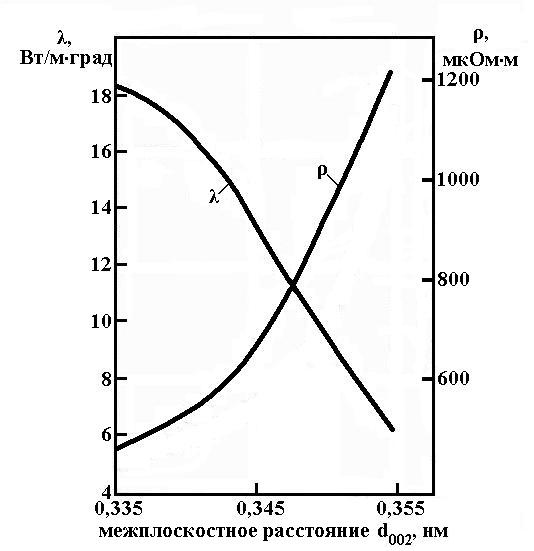 λ,
Вт/м·град
ρ,
мкОм·м
18
16
14
12
10
8
6
4
1200
1000
800
600
λ
ρ
0,335
0,345
0,355
межплоскостное расстояние d002, нм